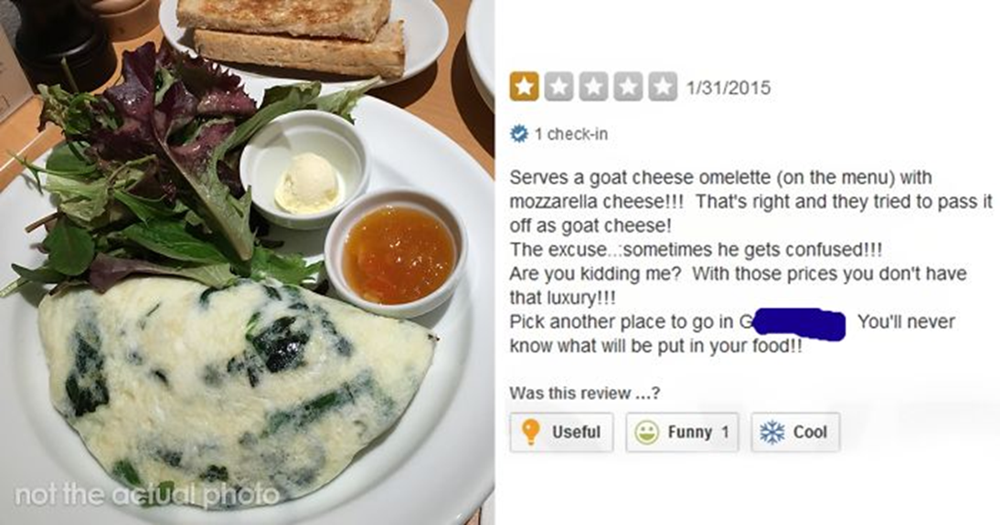 1/31/2015
1 check-in
Serves a goat cheese omelette (on the menu) with
mozzarella cheese!!!  That's right and they tried to pass it
off as goat cheese!
The excuse..:sometimes he gets confused!!!
Are you kidding me?  With those prices you don't have
that luxury!!!
Pick another place to go in G  You'll never
know what will be put in your food!!
Was this review ...?
Useful
Funny 1
Cool
not the actual photo